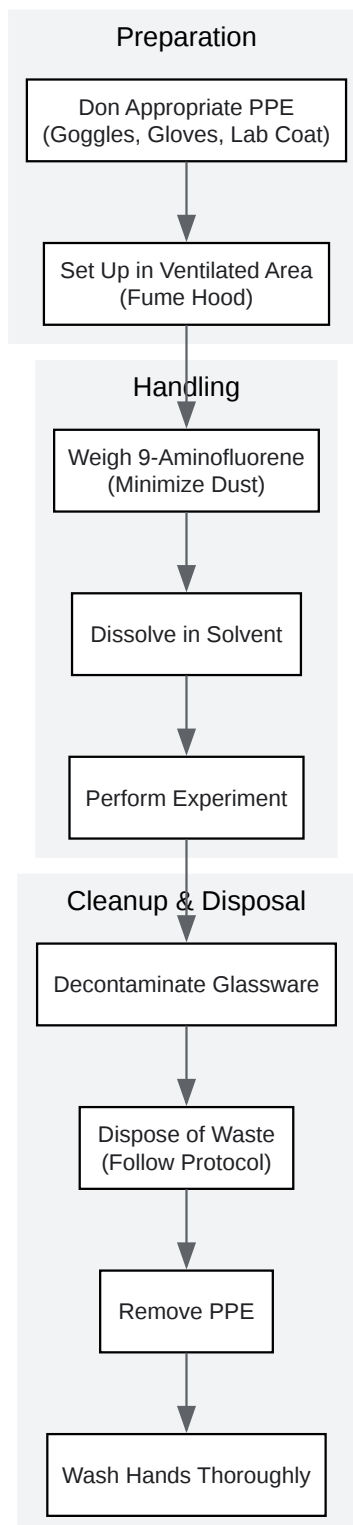 Preparation
Don Appropriate PPE
(Goggles, Gloves, Lab Coat)
Set Up in Ventilated Area
(Fume Hood)
Handling
Weigh 9-Aminofluorene
(Minimize Dust)
Dissolve in Solvent
Perform Experiment
Cleanup & Disposal
Decontaminate Glassware
Dispose of Waste
(Follow Protocol)
Remove PPE
Wash Hands Thoroughly